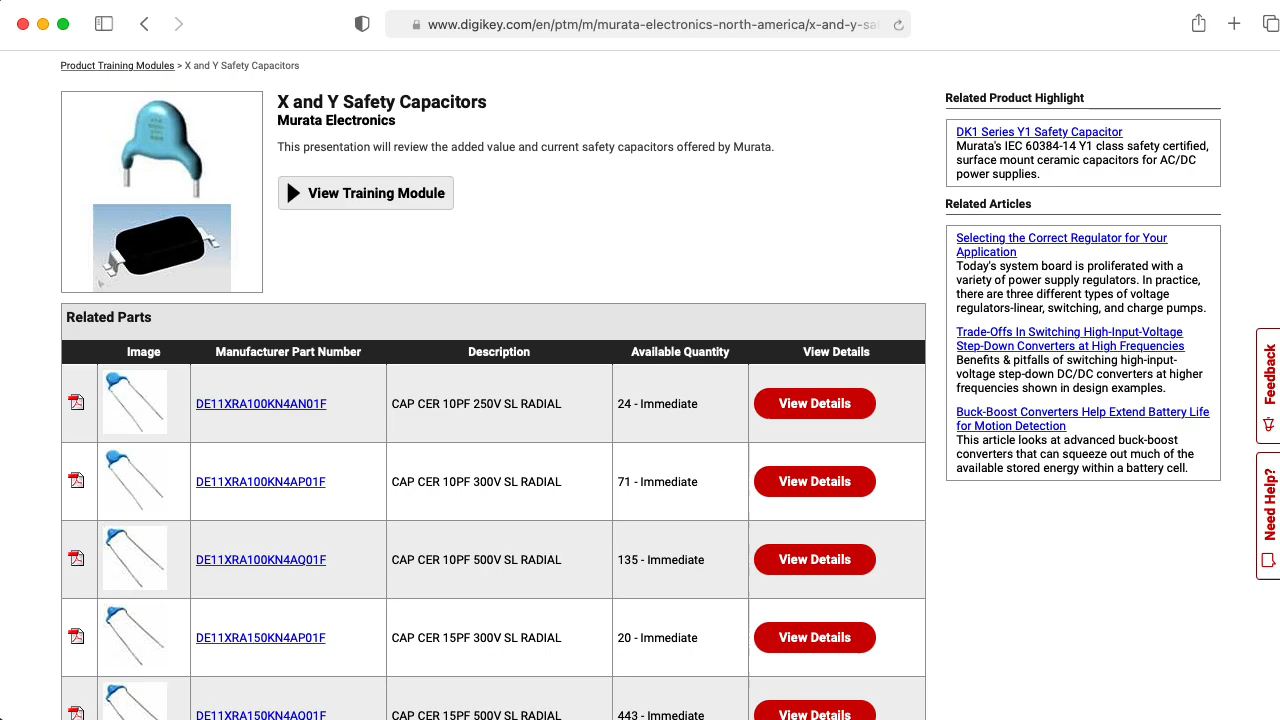 www.digikey.com/en/ptm/m/murata-electronics-north-america/x-and-y-sa
Product Training Modules > X and Y Safety Capacitors
X and Y Safety Capacitors
Murata Electronics
This presentation will review the added value and current safety capacitors offered by Murata.
View Training Module
Related Parts
Image Manufacturer Part Number Description Available Quantity View Details
DE11XRA100KN4AN01F CAP CER 10PF 250V SL RADIAL 24 - Immediate View Details
DE11XRA100KN4AP01F CAP CER 10PF 300V SL RADIAL 71 - Immediate View Details
DE11XRA100KN4AQ01F CAP CER 10PF 500V SL RADIAL 135 - Immediate View Details
DE11XRA150KN4AP01F CAP CER 15PF 300V SL RADIAL 20 - Immediate View Details
DE11XRA150KN4AQ01F CAP CER 15PF 500V SL RADIAL 443 - Immediate View Details
Related Product Highlight
DK1 Series Y1 Safety Capacitor
Murata's IEC 60384-14 Y1 class safety certified,
surface mount ceramic capacitors for AC/DC
power supplies.
Related Articles
Selecting the Correct Regulator for Your
Application
Today's system board is proliferated with a
variety of power supply regulators. In practice,
there are three different types of voltage
regulators-linear, switching, and charge pumps.
Trade-Offs In Switching High-Input-Voltage
Step-Down Converters at High Frequencies
Benefits & pitfalls of switching high-input-
voltage step-down DC/DC converters at higher
frequencies shown in design examples.
Buck-Boost Converters Help Extend Battery Life
for Motion Detection
This article looks at advanced buck-boost
converters that can squeeze out much of the
available stored energy within a battery cell.
Feedback
Need Help?